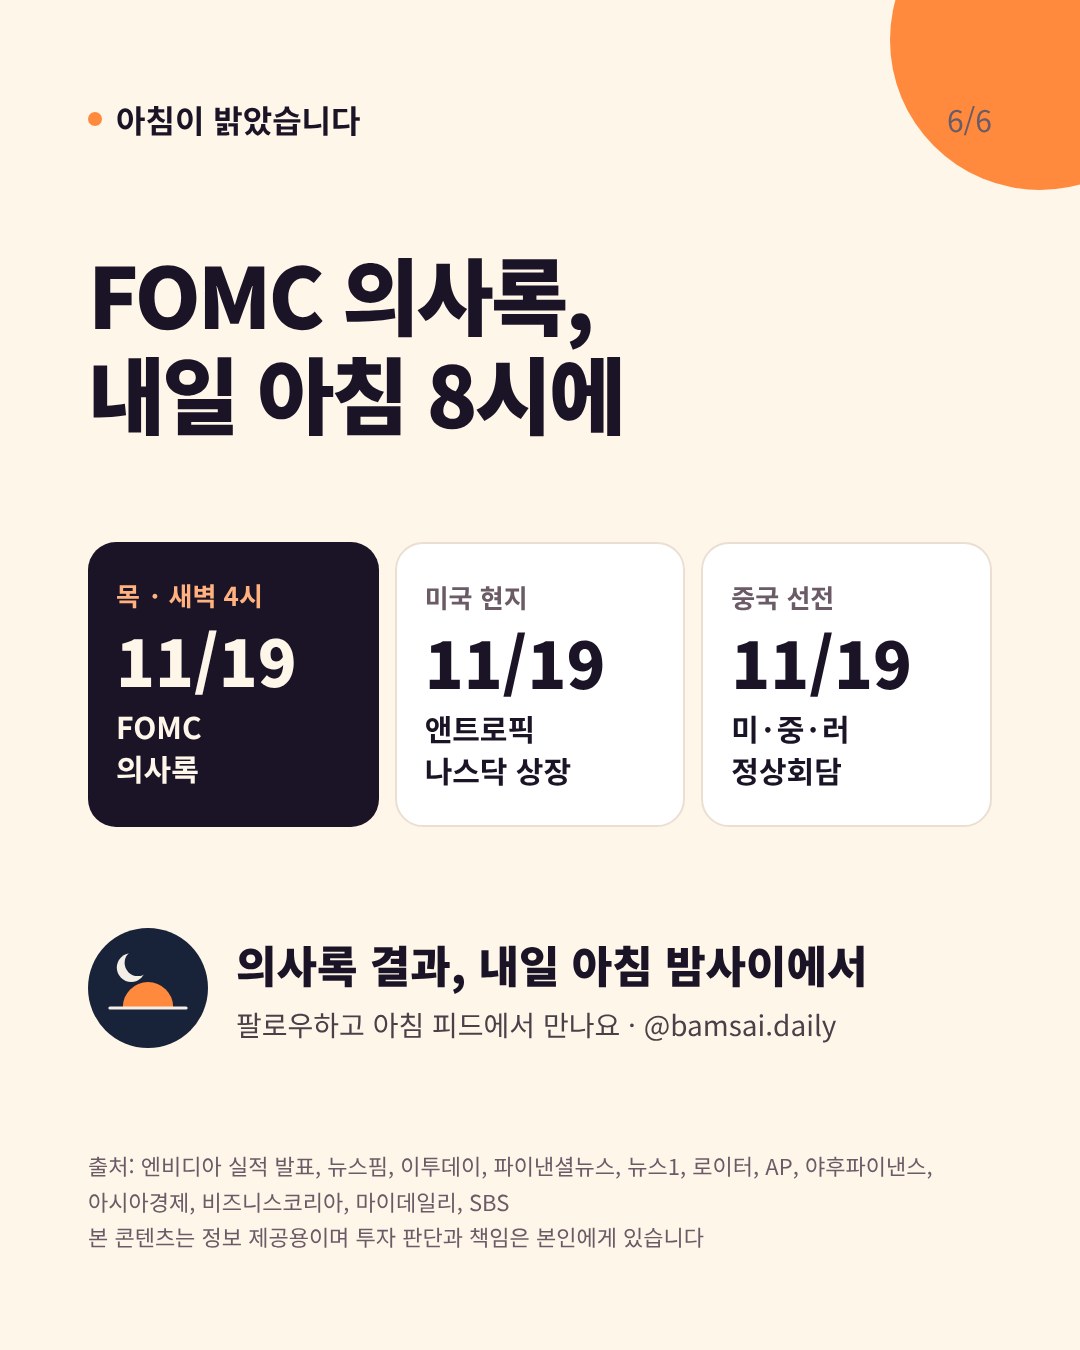 아침이 밝았습니다
6/6
FOMC 의사록,
내일 아침 8시에
목 · 새벽 4시
11/19
FOMC
의사록
미국 현지
11/19
앤트로픽
나스닥 상장
중국 선전
11/19
미·중·러
정상회담
의사록 결과, 내일 아침 밤사이에서
팔로우하고 아침 피드에서 만나요 · @bamsai.daily
출처: 엔비디아 실적 발표, 뉴스핌, 이투데이, 파이낸셜뉴스, 뉴스1, 로이터, AP, 야후파이낸스,
아시아경제, 비즈니스코리아, 마이데일리, SBS
본 콘텐츠는 정보 제공용이며 투자 판단과 책임은 본인에게 있습니다